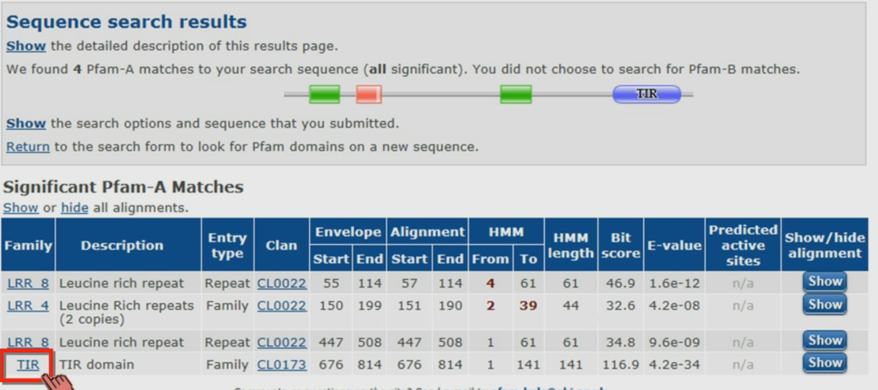 Sequence search results
Show the detailed description of this results page.
We found 4 Pfam-A matches to your search sequence (all significant). You did not choose to search for Pfam-B matches.
TIR
Show the search options and sequence that you submitted.
Return to the search form to look for Pfam domains on a new sequence.
Significant Pfam-A Matches
Show or hide all alignments.
Family Description Entry type Clan Envelope Alignment HMM HMM length Bit score E-value Predicted active sites Show/hide alignment
Start End Start End From To
LRR_8 Leucine rich repeat Repeat CL0022 55 114 57 114 4 61 61 46.9 1.6e-12 n/a Show
LRR_4 Leucine Rich repeats (2 copies) Family CL0022 150 199 151 190 2 39 44 32.6 4.2e-08 n/a Show
LRR_8 Leucine rich repeat Repeat CL0022 447 508 447 508 1 61 61 34.8 9.6e-09 n/a Show
TIR TIR domain Family CL0173 676 814 676 814 1 141 141 116.9 4.2e-34 n/a Show